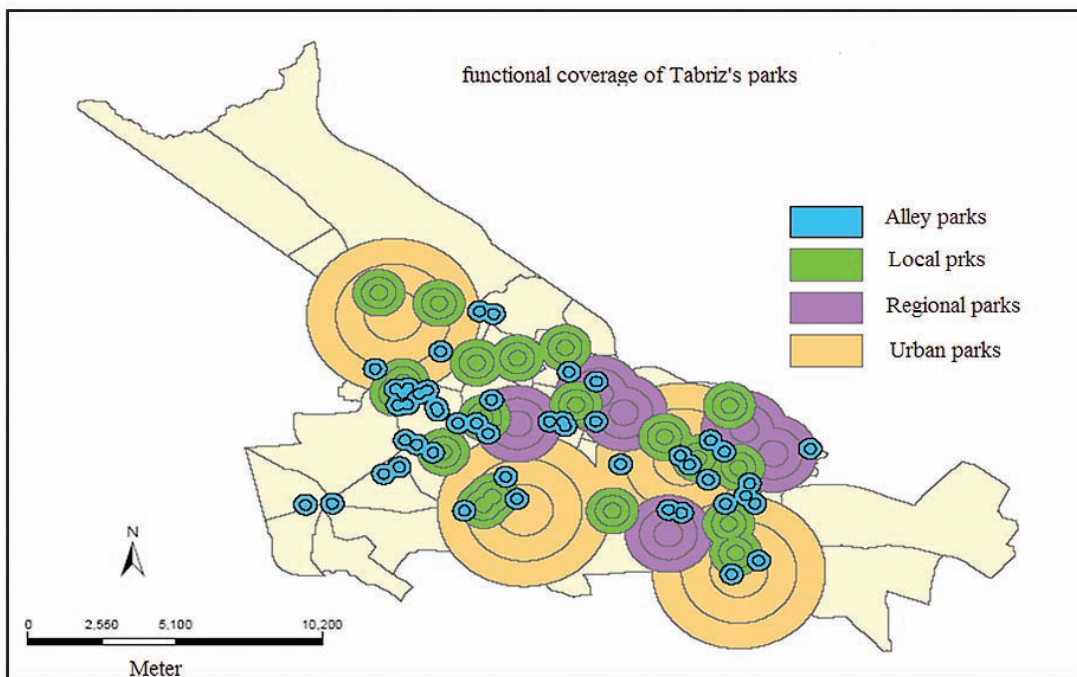 functional coverage of Tabriz's parks
Alley parks
Local prks
Regional parks
Urban parks
N
0 2,550 5,100 10,200
Meter